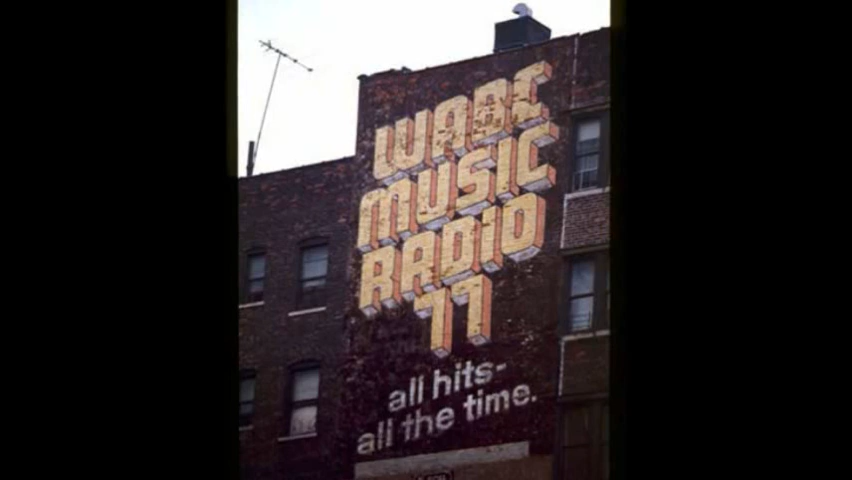 WABC
MUSIC
RADIO
77
all hits-
all the time.